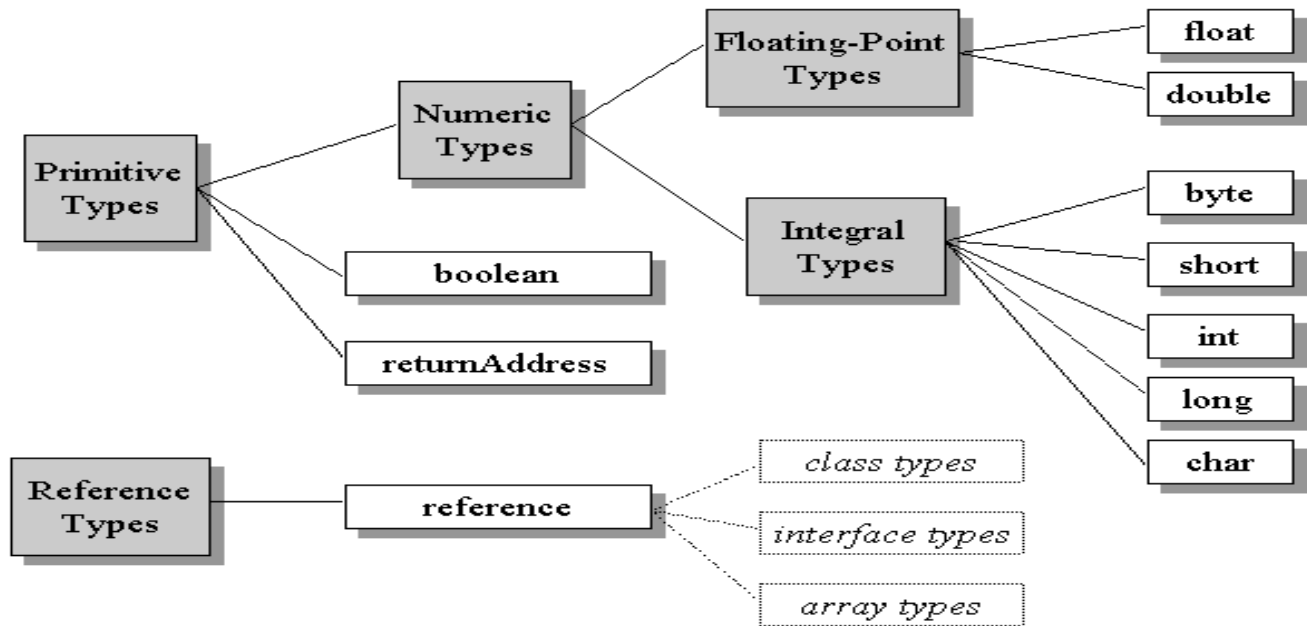 Primitive
Types
Numeric
Types
Floating-Point
Types
float
double
Integral
Types
byte
short
int
long
char
boolean
returnAddress
Reference
Types
reference
class types
interface types
array types